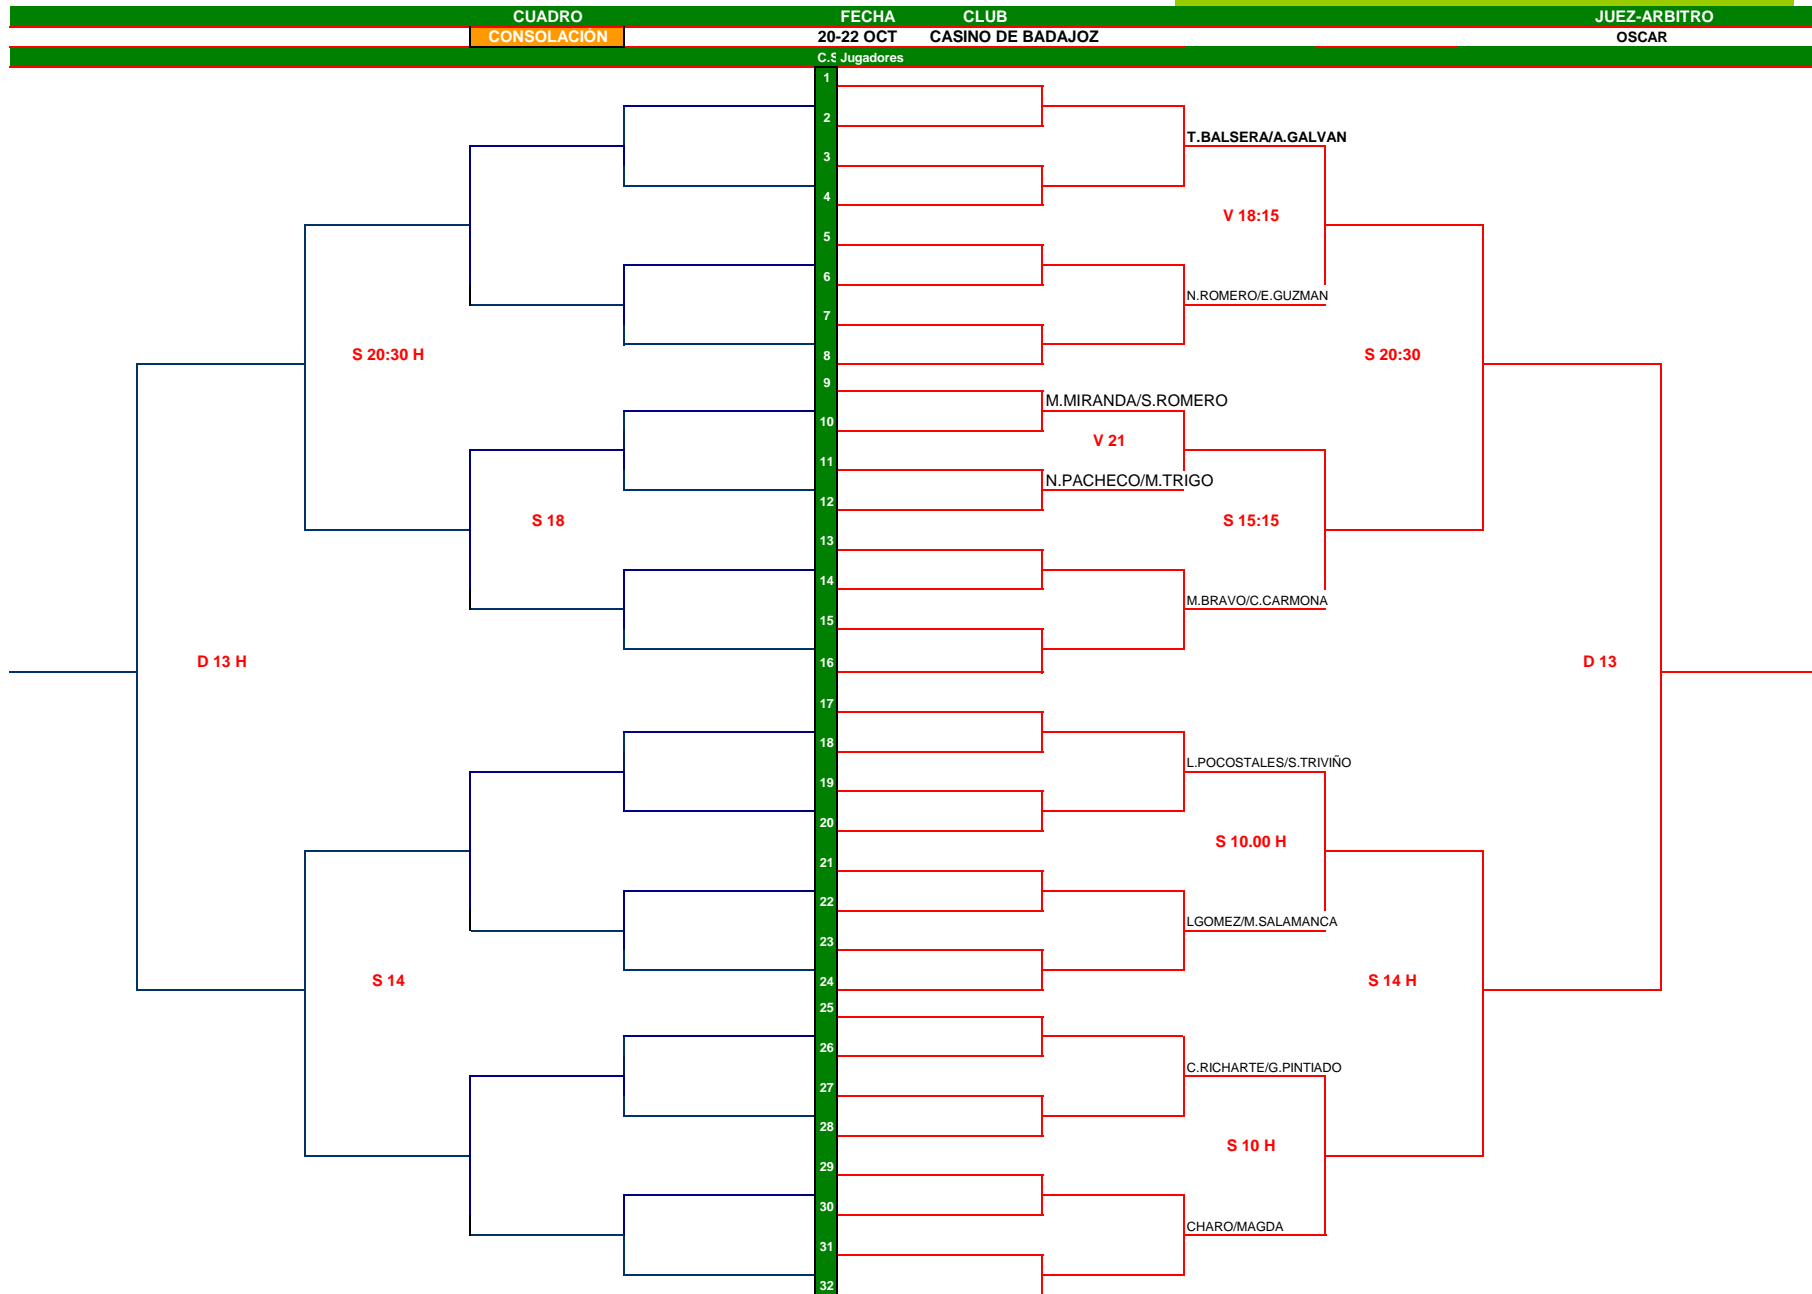 CUADRO FECHA CLUB JUEZ-ARBITRO
CONSOLACIÓN 20-22 OCT CASINO DE BADAJOZ OSCAR
C.S Jugadores
1
2
T.BALSERA/A.GALVAN
3
4
V 18:15
5
6
N.ROMERO/E.GUZMAN
7
S 20:30 H 8 S 20:30
9
M.MIRANDA/S.ROMERO
10
V 21
11
N.PACHECO/M.TRIGO
12
S 18 S 15:15
13
14
M.BRAVO/C.CARMONA
15
D 13 H 16 D 13
17
18
L.POCOSTALES/S.TRIVIÑO
19
20
S 10.00 H
21
22
LGOMEZ/M.SALAMANCA
23
S 14 24 S 14 H
25
26
C.RICHARTE/G.PINTIADO
27
28
S 10 H
29
30
CHARO/MAGDA
31
32